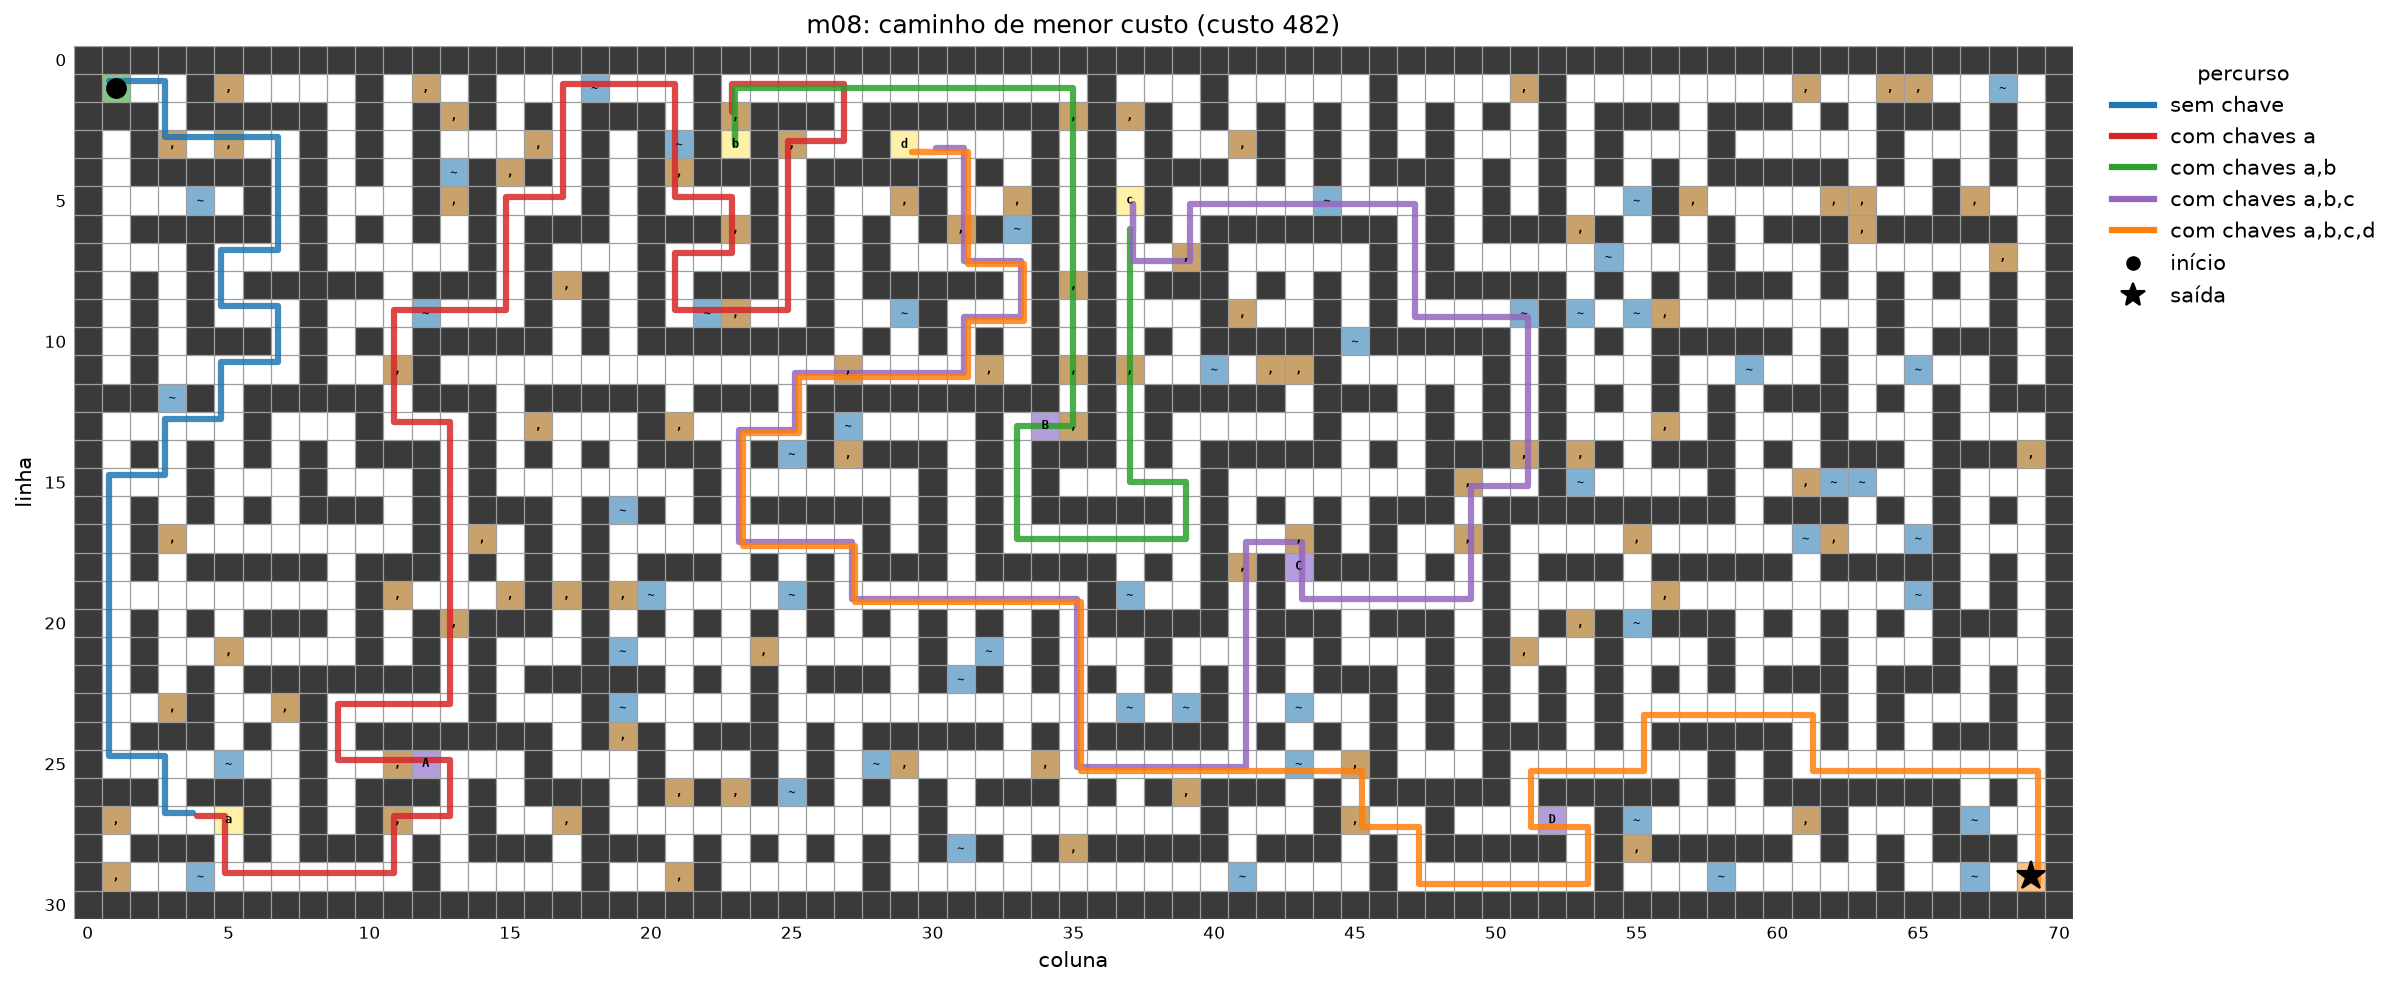 m08: caminho de menor custo (custo 482)
percurso
sem chave
com chaves a
com chaves a,b
com chaves a,b,c
com chaves a,b,c,d
início
saída
linha
0
5
10
15
20
25
30
, , ~ , , , , ~
, , , ,
, , , ~ b , d ,
~ , ,
~ , , , c ~ ~ , , , ,
, , ~ , ,
, ~ ,
, ,
~ ~ , ~ , ~ ~ ~ ,
~
, , , , , ~ , , ~ ~
~
, , ~ B , ,
~ , , , ,
, ~ , ~ ~
~
, , , , , ~ , ~
, C
, , , , ~ ~ ~ , ~
, , ~
, ~ , ~ ,
~
, , ~ ~ ~ ~
,
~ , A ~ , , ~ ,
, , ~ ,
, a , , , D ~ , ~
~ , ,
, ~ , ~ ~ ~
0 5 10 15 20 25 30 35 40 45 50 55 60 65 70
coluna